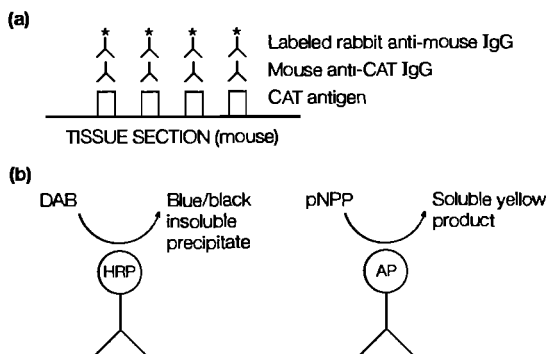 (a)
* * * *
Labeled rabbit anti-mouse IgG
Mouse anti-CAT IgG
CAT antigen
TISSUE SECTION (mouse)
(b)
DAB
Blue/black
insoluble
precipitate
HRP
pNPP
Soluble yellow
product
AP